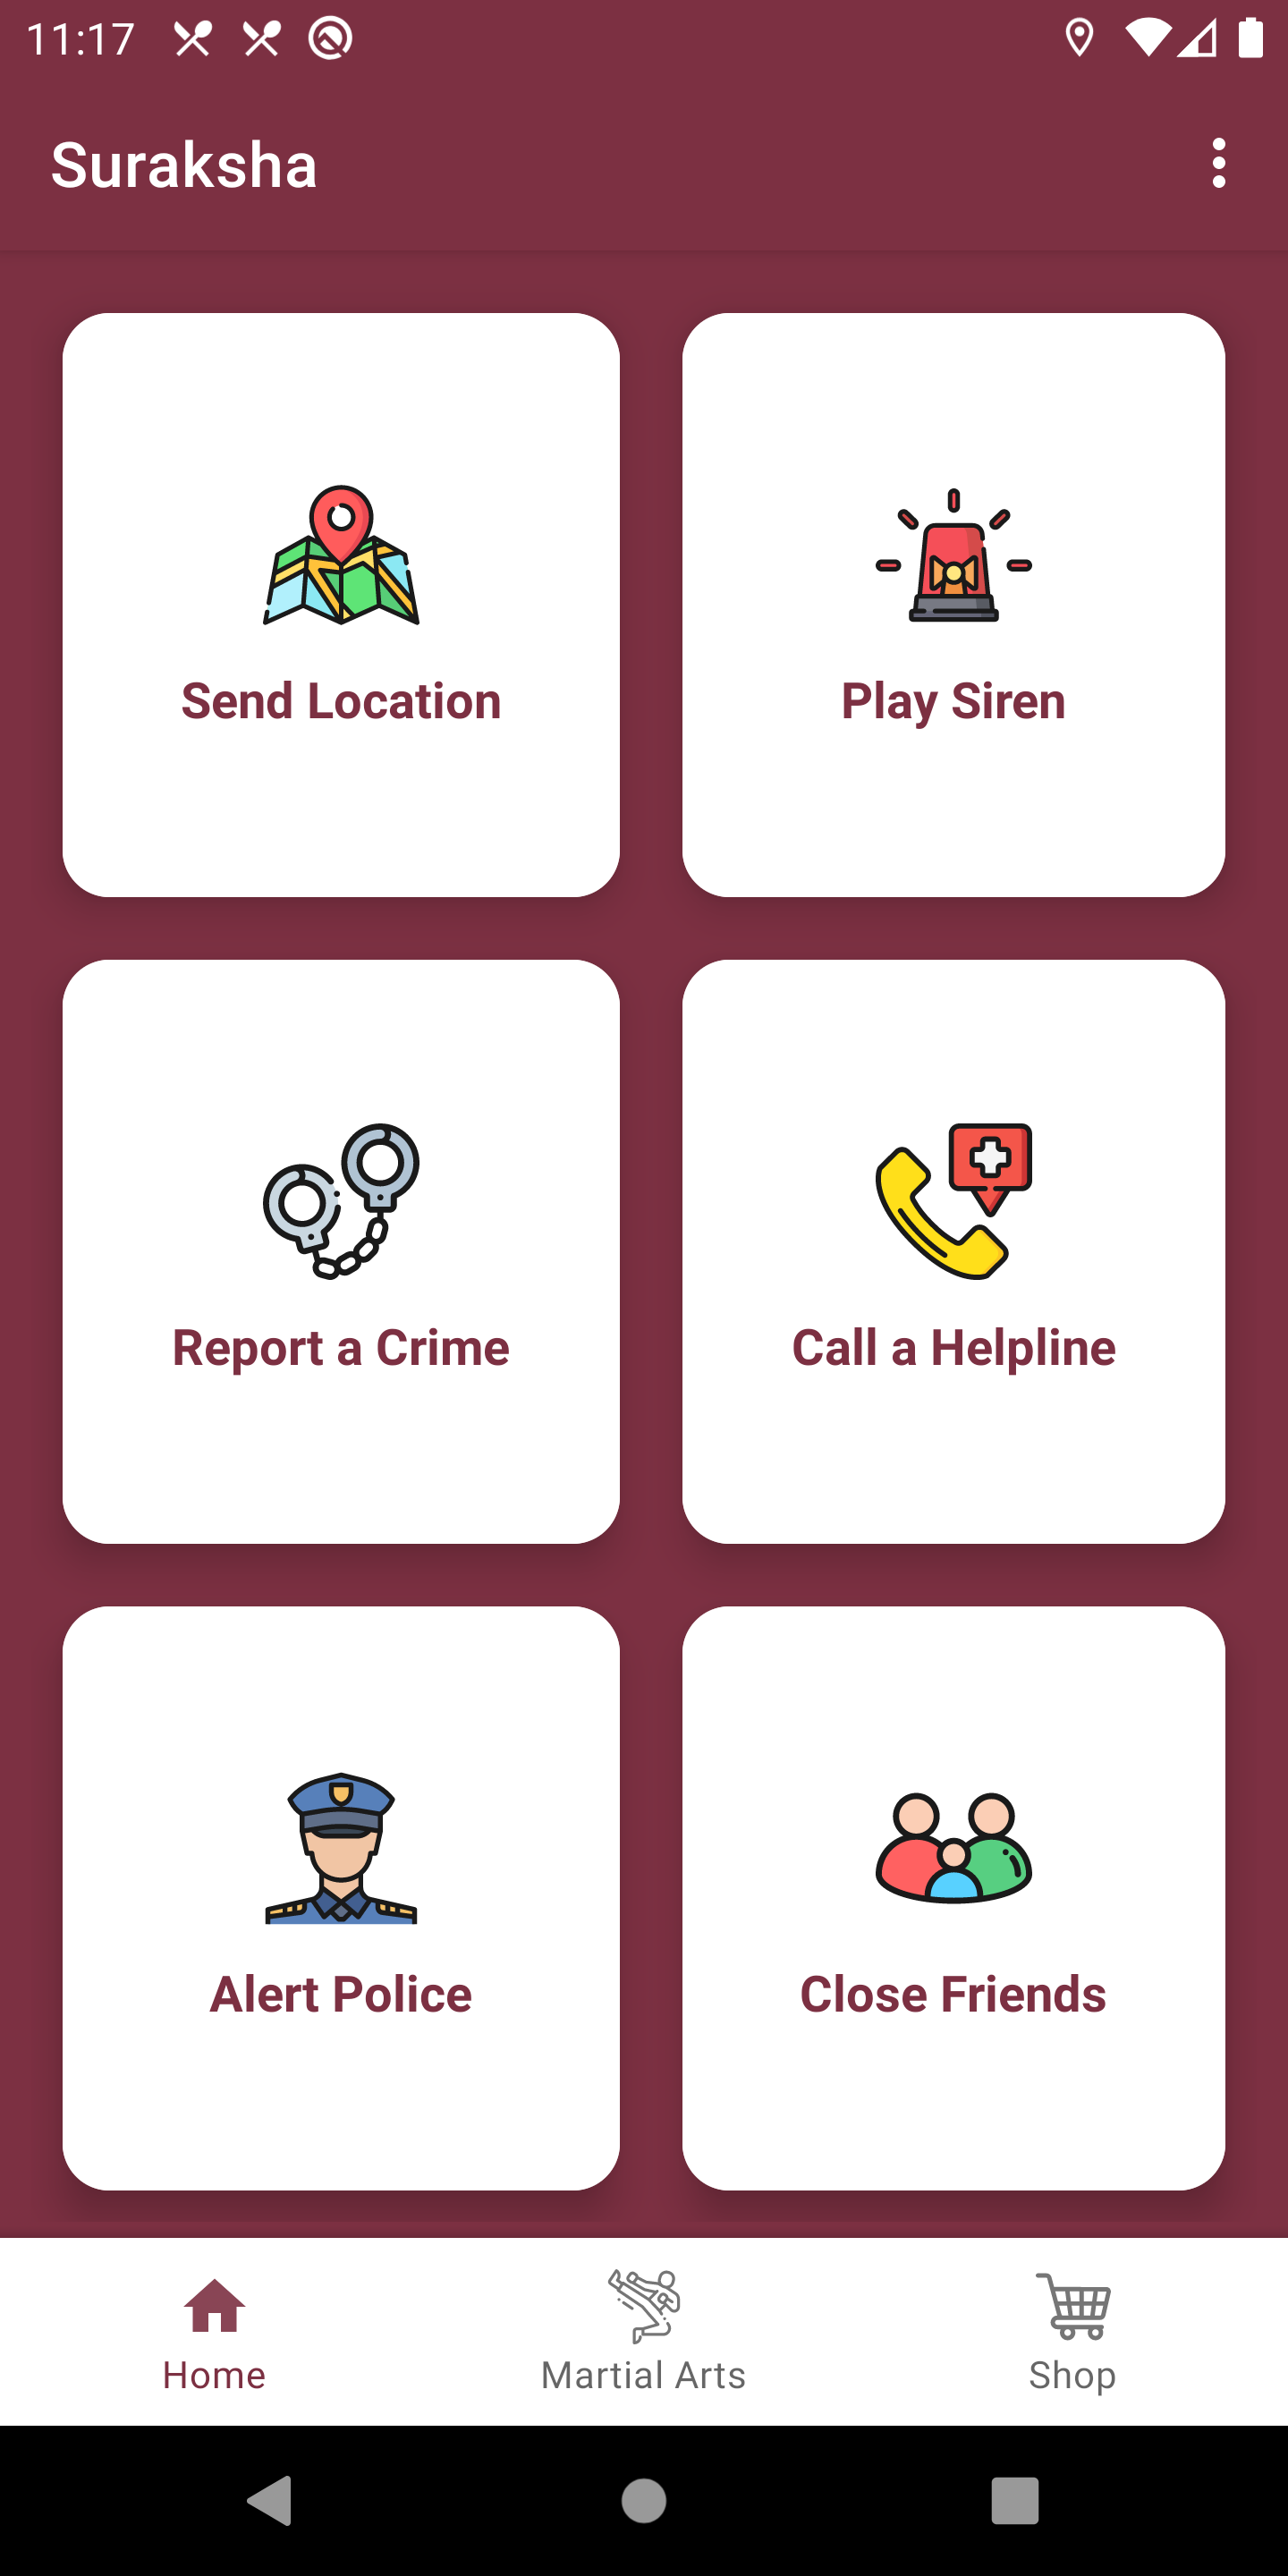 11:17
Suraksha
Send Location
Play Siren
Report a Crime
Call a Helpline
Alert Police
Close Friends
Home
Martial Arts
Shop